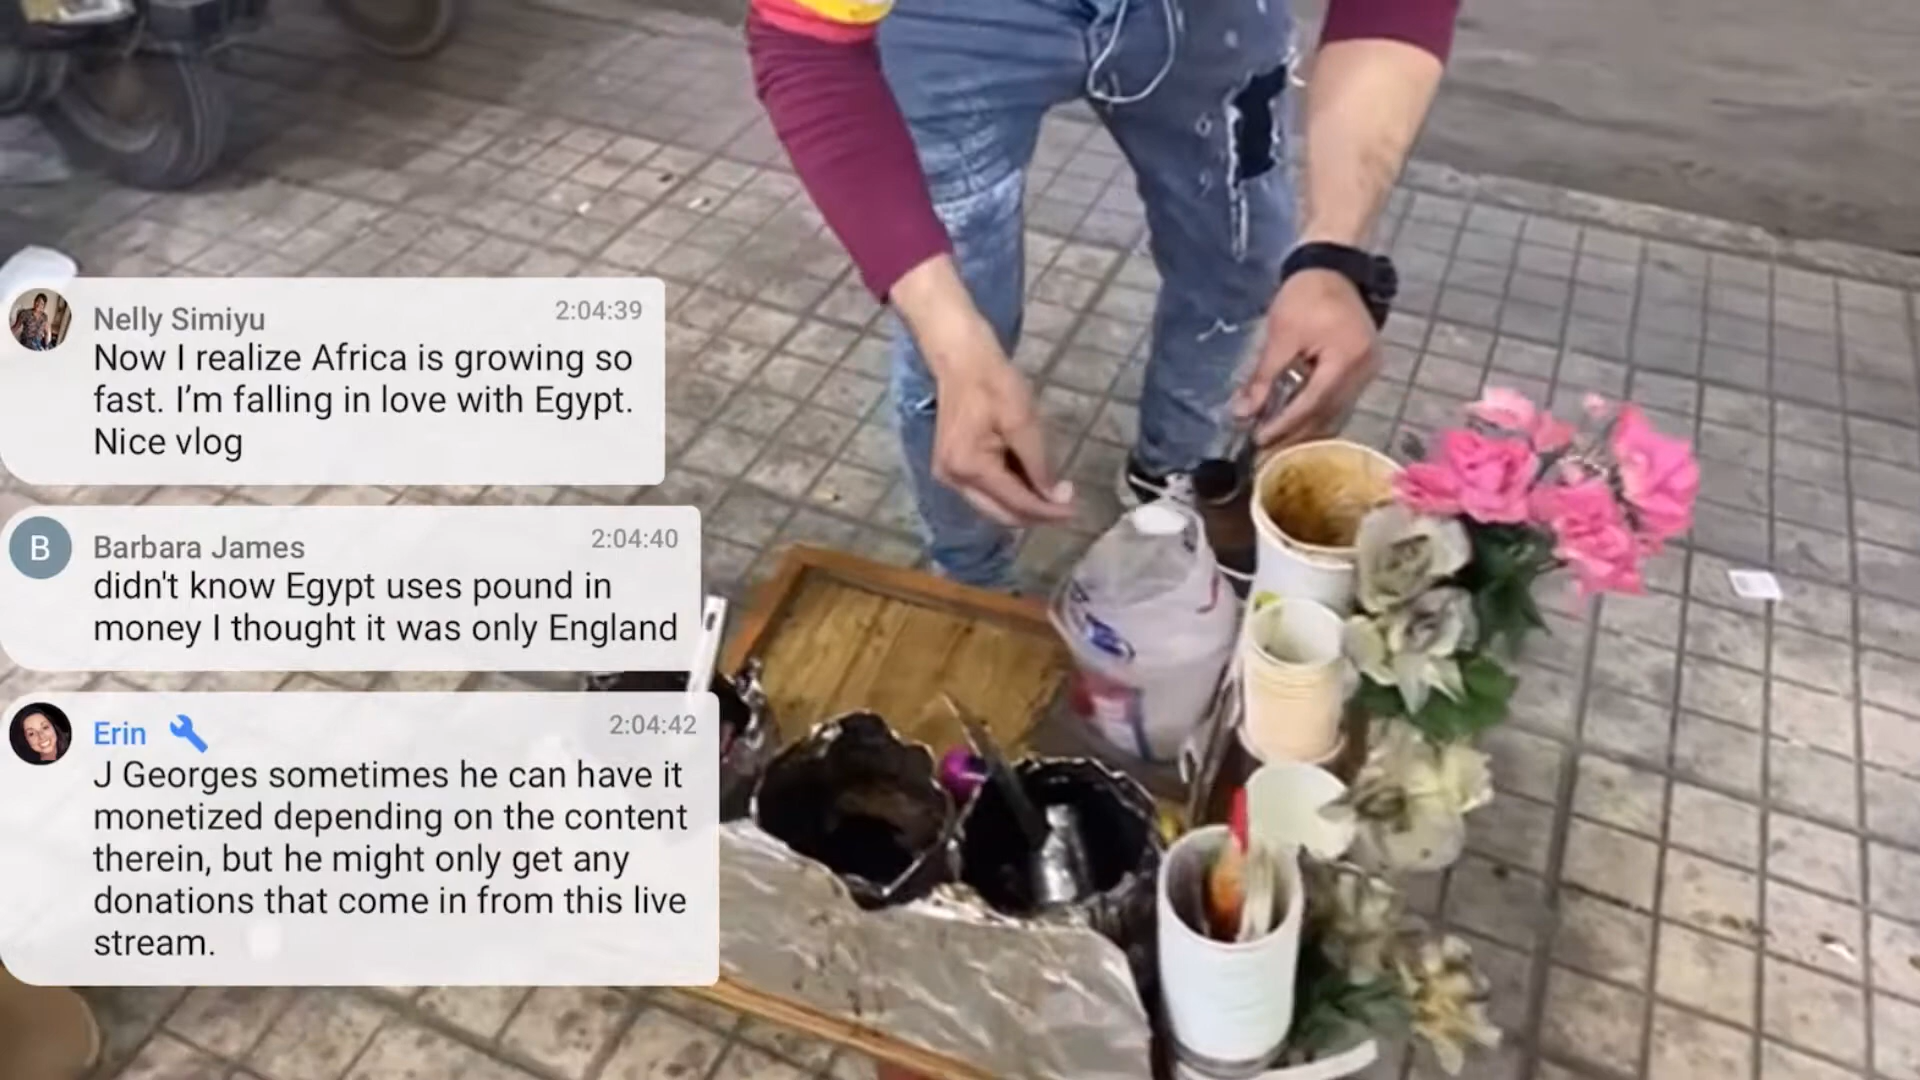 Nelly Simiyu
2:04:39
Now I realize Africa is growing so
fast. I’m falling in love with Egypt.
Nice vlog
B
Barbara James
2:04:40
didn't know Egypt uses pound in
money I thought it was only England
Erin
2:04:42
J Georges sometimes he can have it
monetized depending on the content
therein, but he might only get any
donations that come in from this live
stream.